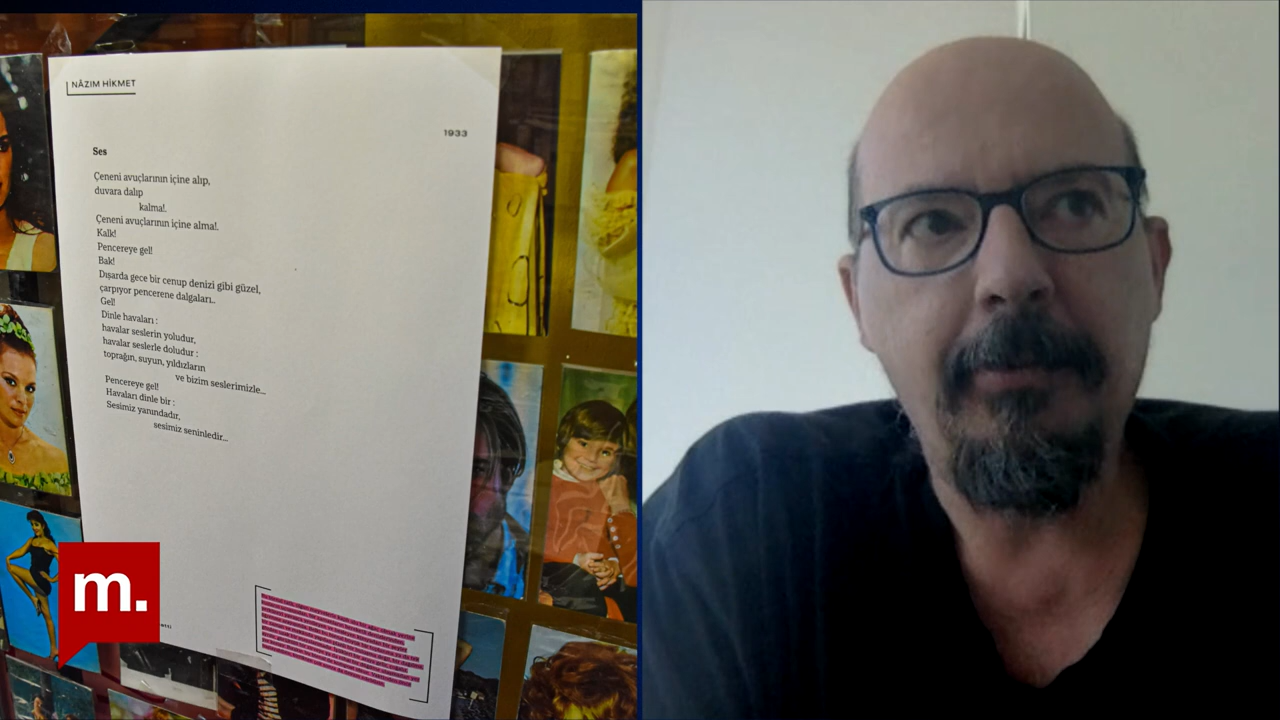 NÂZIM HİKMET
1933
Ses
Çeneni avuçlarının içine alıp,
duvara dalıp
kalma!.
Çeneni avuçlarının içine alma!.
Kalk!
Pencereye gel!
Bak!
Dışarda gece bir cenup denizi gibi güzel,
çarpıyor pencerene dalgaları..
Gel!
Dinle havaları :
havalar seslerin yoludur,
havalar seslerle doludur :
toprağın, suyun, yıldızların
ve bizim seslerimizle...
Pencereye gel!
Havaları dinle bir :
Sesimiz yanındadır,
sesimiz seninledir...
m.